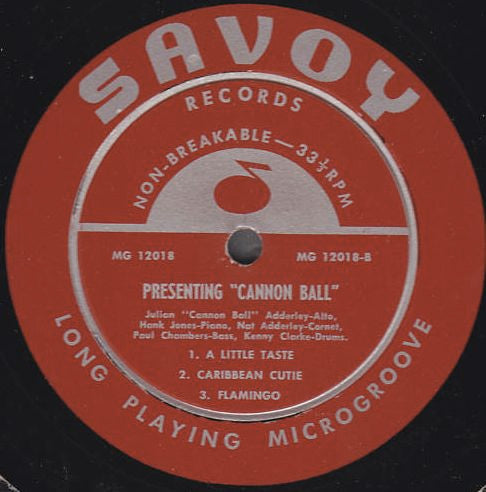 SAVOY
RECORDS
NON-BREAKABLE—33⅓RPM
MG 12018
MG 12018-B
PRESENTING "CANNON BALL"
Julian "Cannon Ball" Adderley-Alto,
Hank Jones-Piano, Nat Adderley-Cornet,
Paul Chambers-Bass, Kenny Clarke-Drums.
1. A LITTLE TASTE
2. CARIBBEAN CUTIE
3. FLAMINGO
LONG PLAYING MICROGROOVE